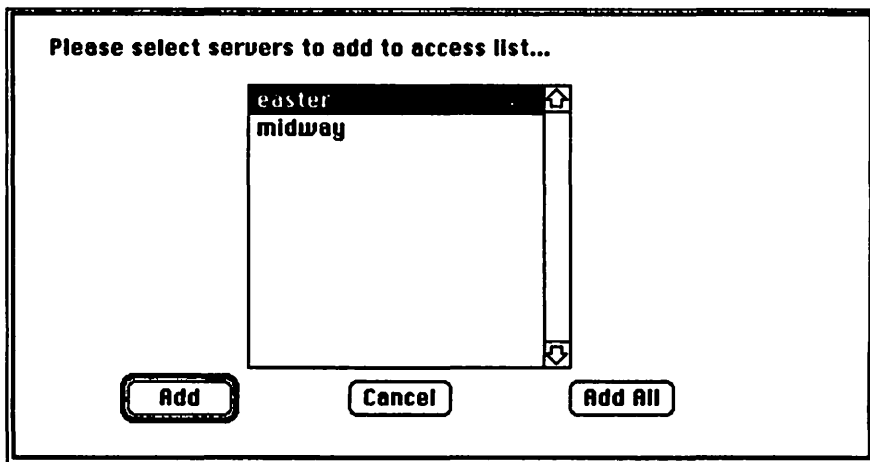 Please select servers to add to access list...
easter
midway
Add Cancel Add All